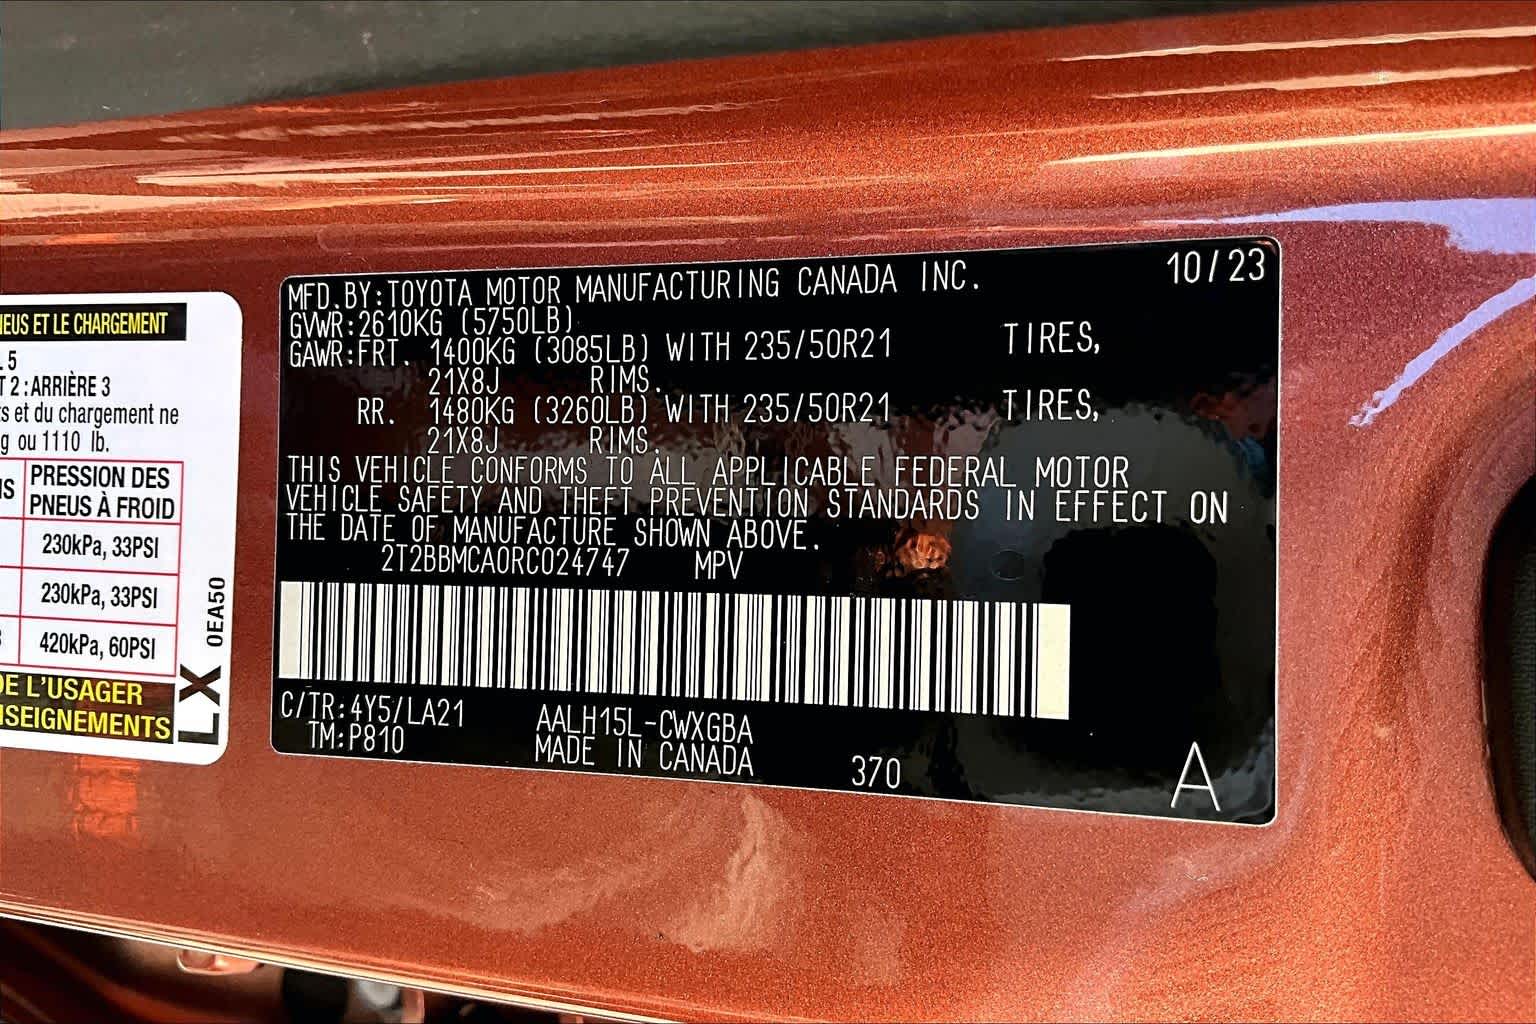 NEUS ET LE CHARGEMENT
L 5
T 2 : ARRIÈRE 3
ts et du chargement ne
g ou 1110 lb.
PRESSION DES
PNEUS À FROID
230kPa, 33PSI
230kPa, 33PSI
420kPa, 60PSI
DE L'USAGER
NSEIGNEMENTS
LX 0EA50
MFD.BY:TOYOTA MOTOR MANUFACTURING CANADA INC. 10/23
GVWR:2610KG (5750LB)
GAWR:FRT. 1400KG (3085LB) WITH 235/50R21 TIRES,
21X8J RIMS.
RR. 1480KG (3260LB) WITH 235/50R21 TIRES,
21X8J RIMS.
THIS VEHICLE CONFORMS TO ALL APPLICABLE FEDERAL MOTOR
VEHICLE SAFETY AND THEFT PREVENTION STANDARDS IN EFFECT ON
THE DATE OF MANUFACTURE SHOWN ABOVE.
2T2BBMCA0RC024747 MPV
C/TR:4Y5/LA21 AALH15L-CWXGBA
TM:P810 MADE IN CANADA 370 A